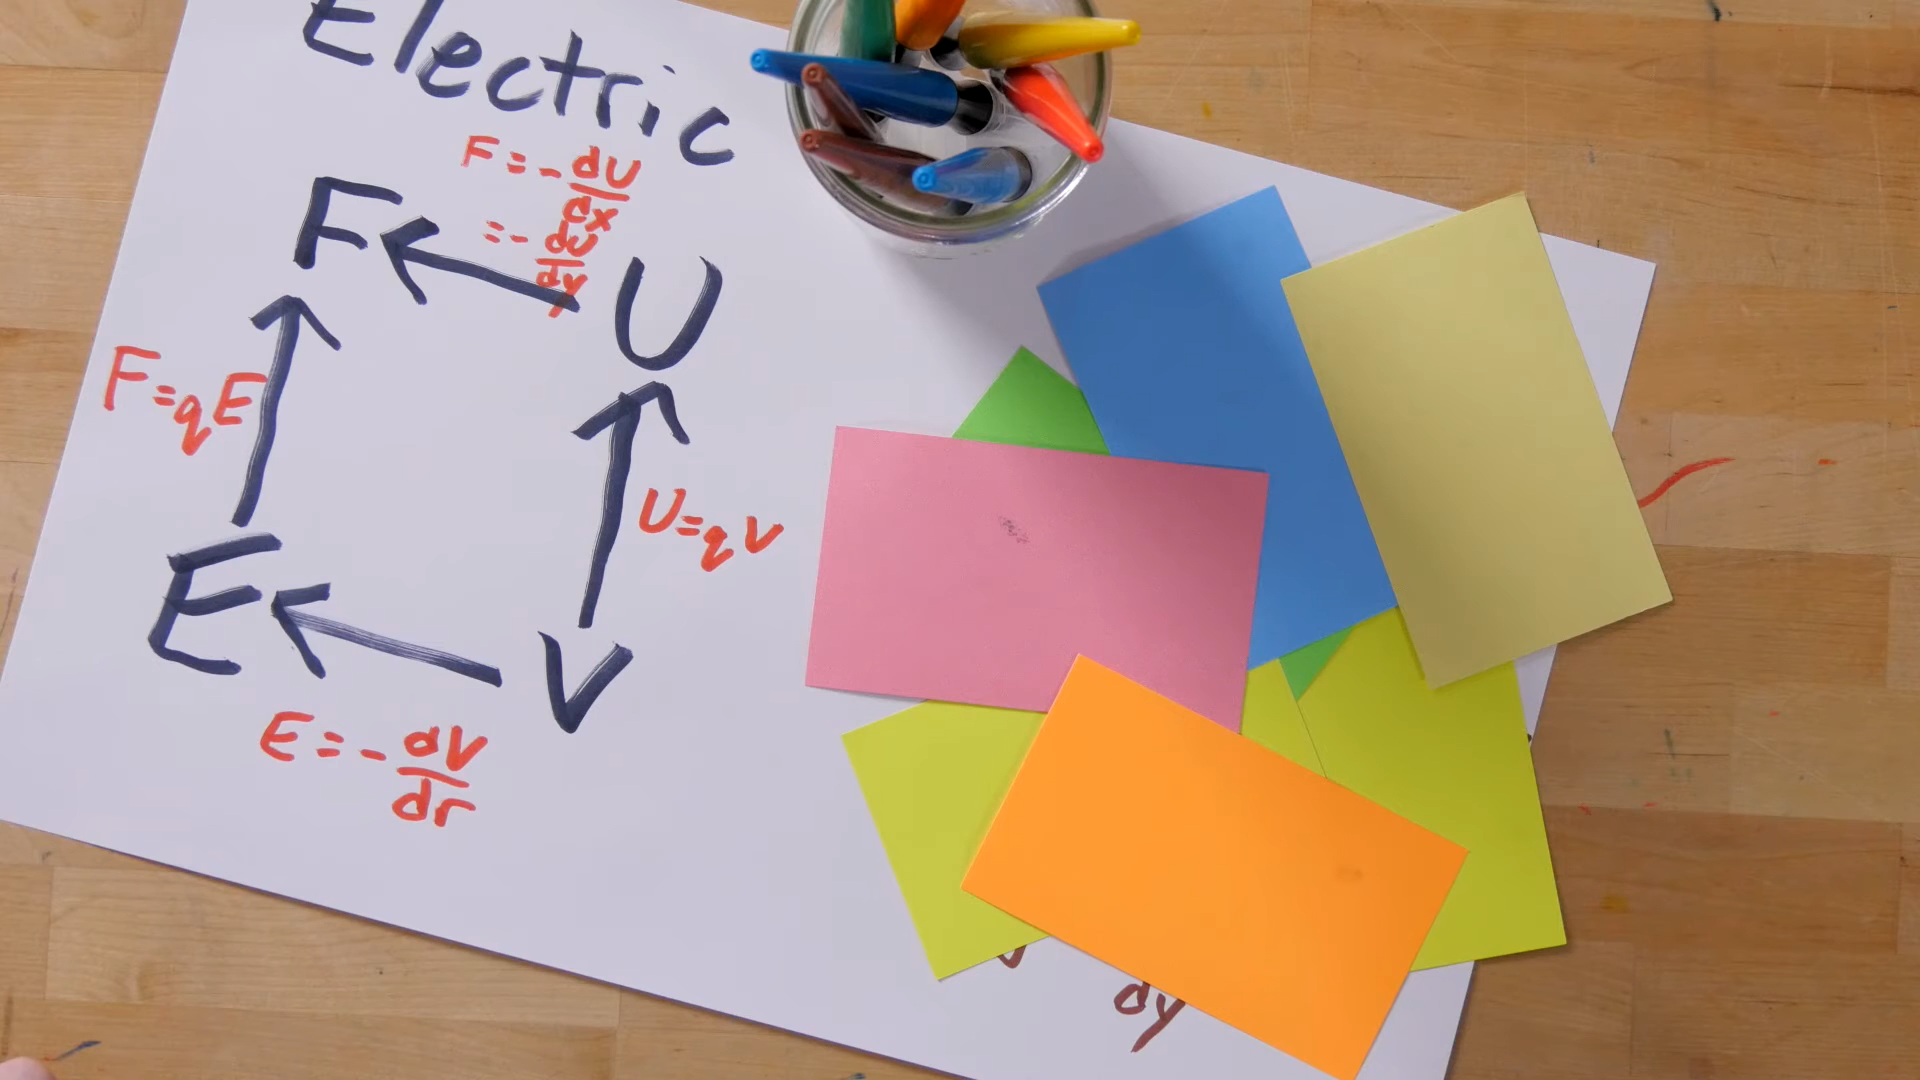 Electric
F = - dU/dx
= - dU/dy
F
U
F = qE
U = qV
E
V
E = - dV/dr
dy